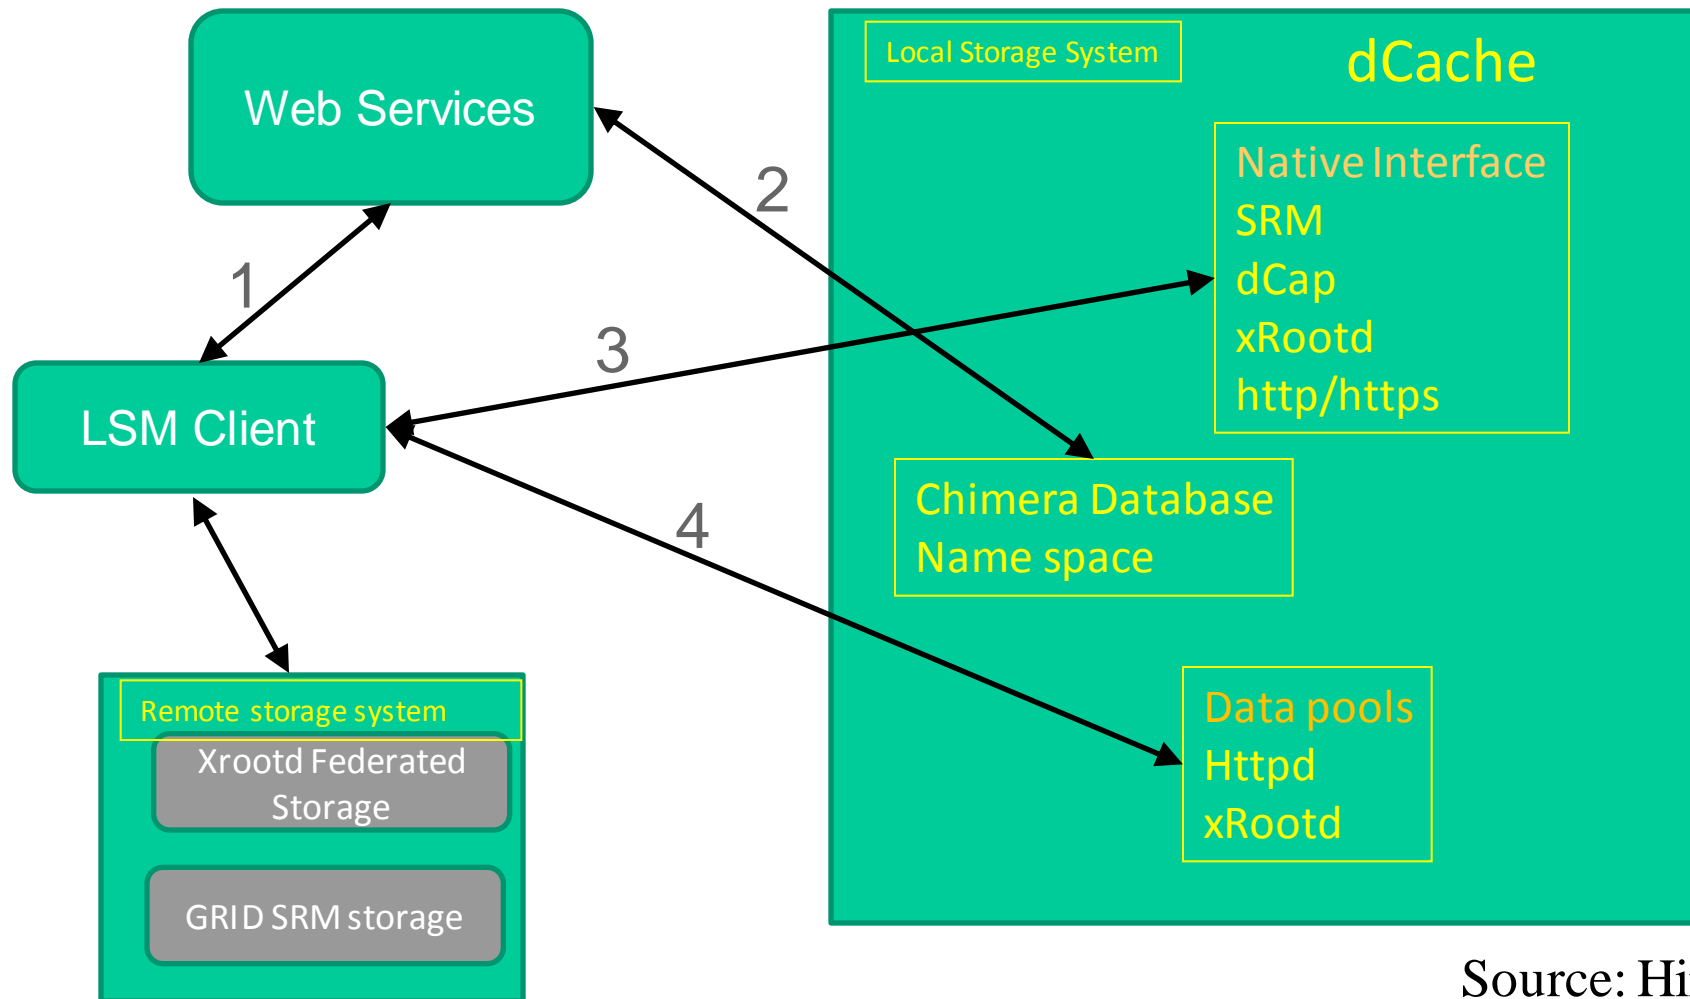 Web Services
Local Storage System
dCache
Native Interface
SRM
dCap
xRootd
http/https
1
2
3
LSM Client
4
Chimera Database
Name space
Remote storage system
Xrootd Federated
Storage
GRID SRM storage
Data pools
Httpd
xRootd
Source: